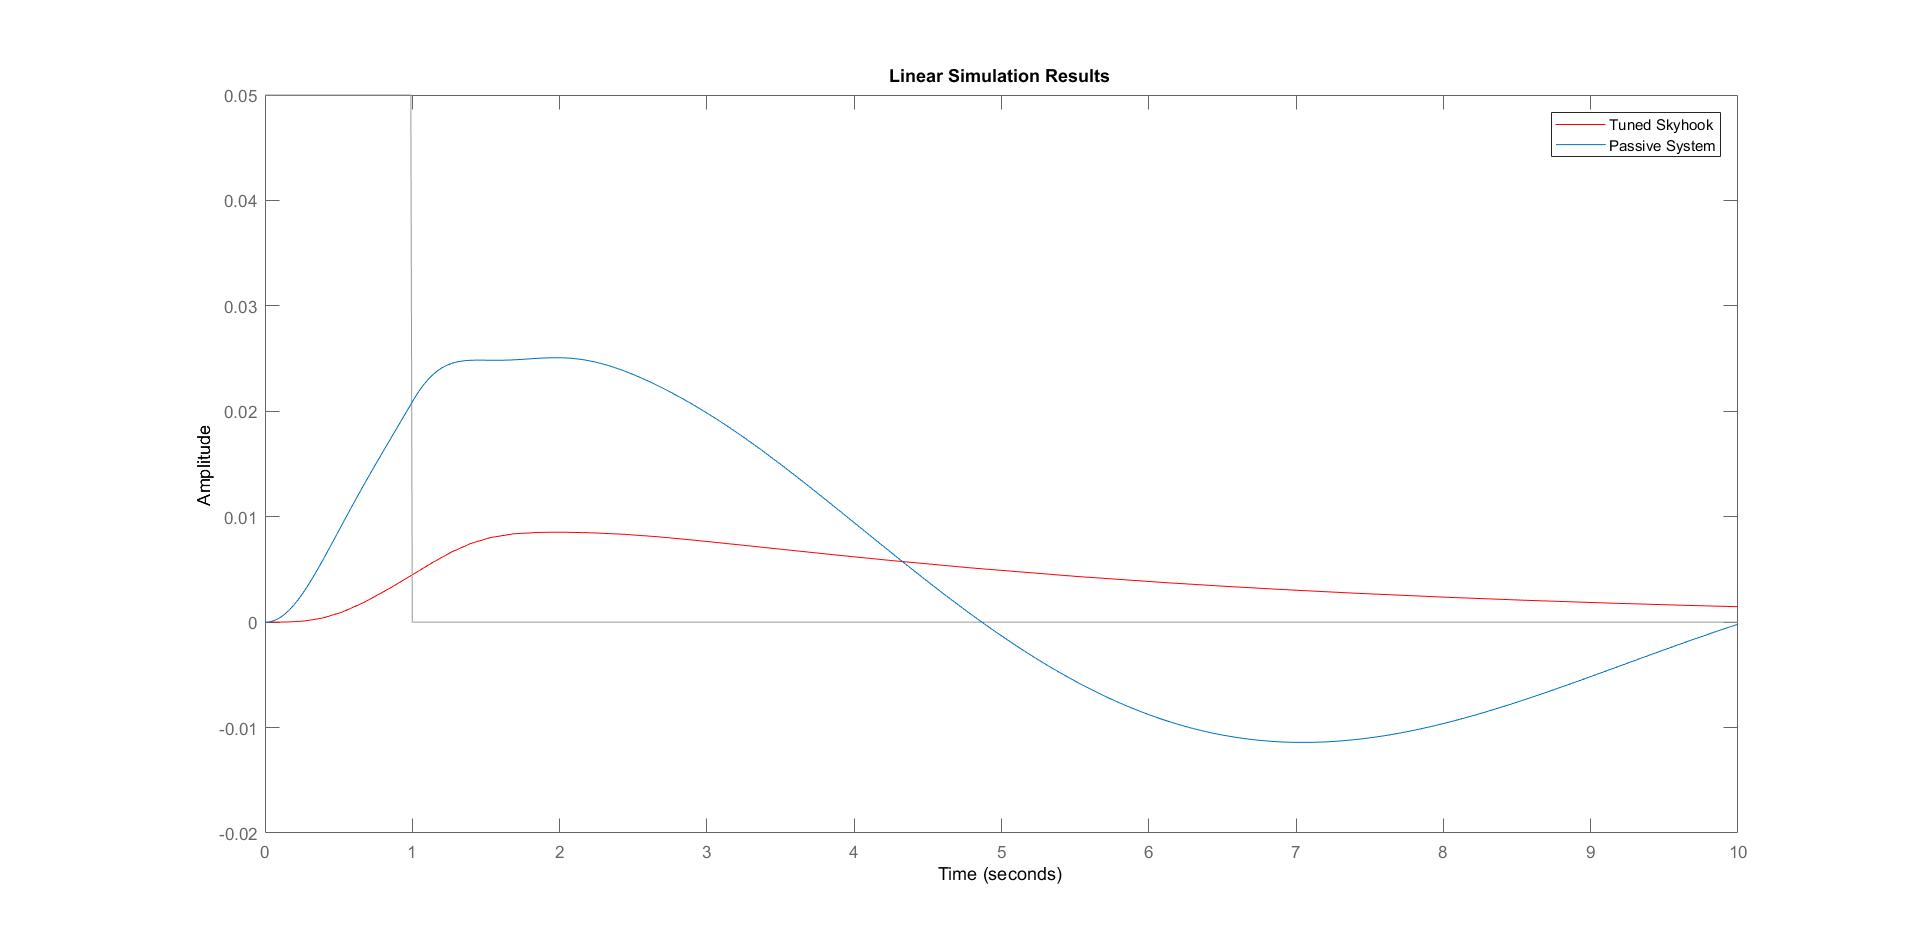 Linear Simulation Results
0.05
0.04
0.03
0.02
0.01
0
-0.01
-0.02
Amplitude
Tuned Skyhook
Passive System
0 1 2 3 4 5 6 7 8 9 10
Time (seconds)